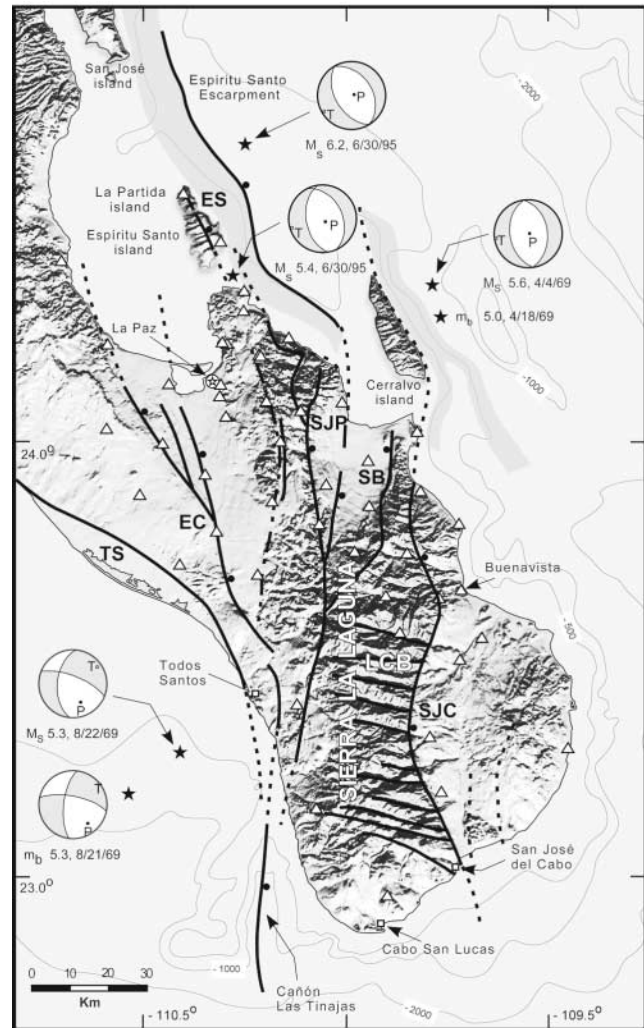 San José
island
Espíritu Santo
Escarpment
P
T
- 2000
Ms 6.2, 6/30/95
La Partida
island
ES
Espíritu Santo
island
T
P
Ms 5.4, 6/30/95
T
P
Ms 5.6, 4/4/69
mb 5.0, 4/18/69
La Paz
- 1000
Cerralvo
island
SJP
24.0°
SB
EC
TS
Buenavista
- 500
SIERRA LA LAGUNA
LCB
Todos
Santos
T
P
Ms 5.3, 8/22/69
SJC
T
P
mb 5.3, 8/21/69
San José
del Cabo
23.0°
Cabo San Lucas
0 10 20 30
Km
- 1000
Cañón
Las Tinajas
- 2000
- 110.5°
- 109.5°